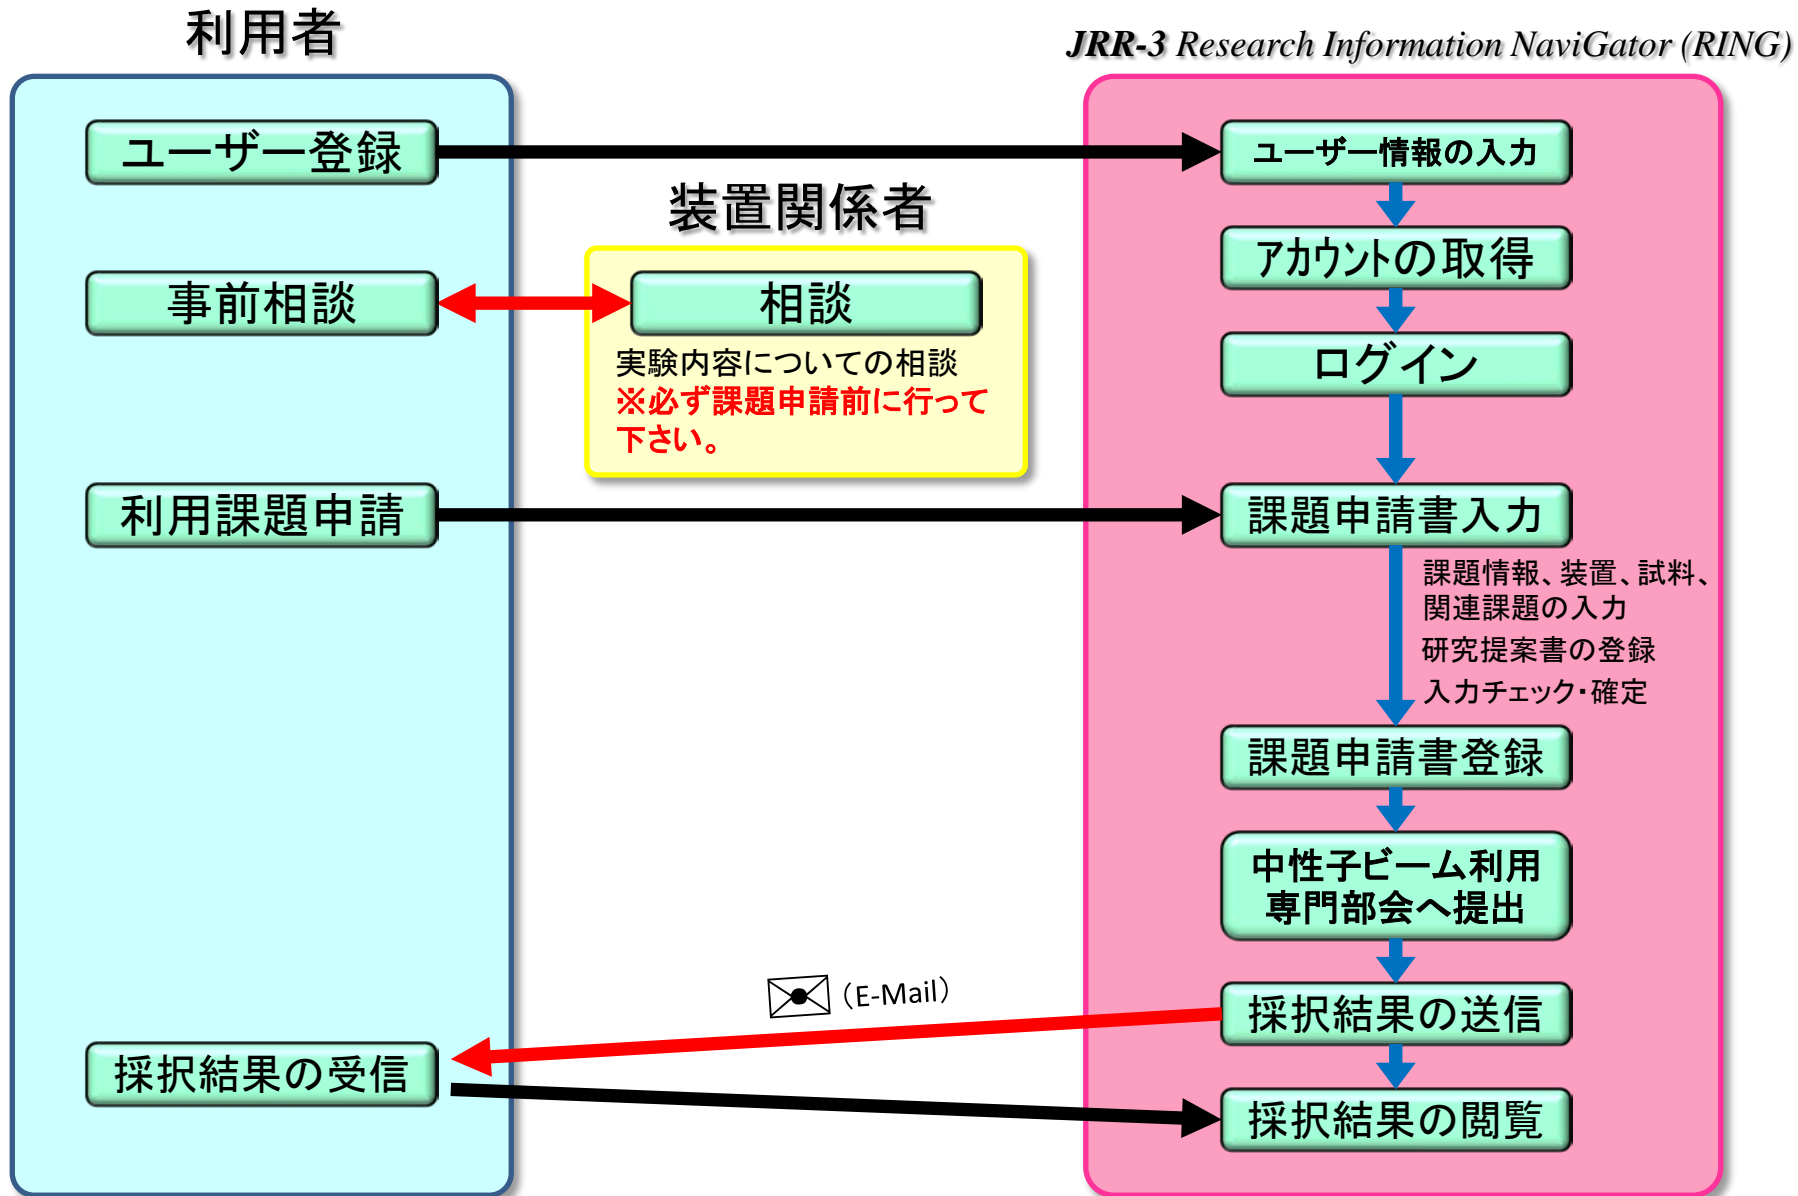 利用者
JRR-3 Research Information NaviGator (RING)
ユーザー登録
ユーザー情報の入力
装置関係者
アカウントの取得
事前相談
相談
実験内容についての相談
※必ず課題申請前に行って
下さい。
ログイン
利用課題申請
課題申請書入力
課題情報、装置、試料、
関連課題の入力
研究提案書の登録
入力チェック・確定
課題申請書登録
中性子ビーム利用
専門部会へ提出
(E-Mail)
採択結果の送信
採択結果の受信
採択結果の閲覧